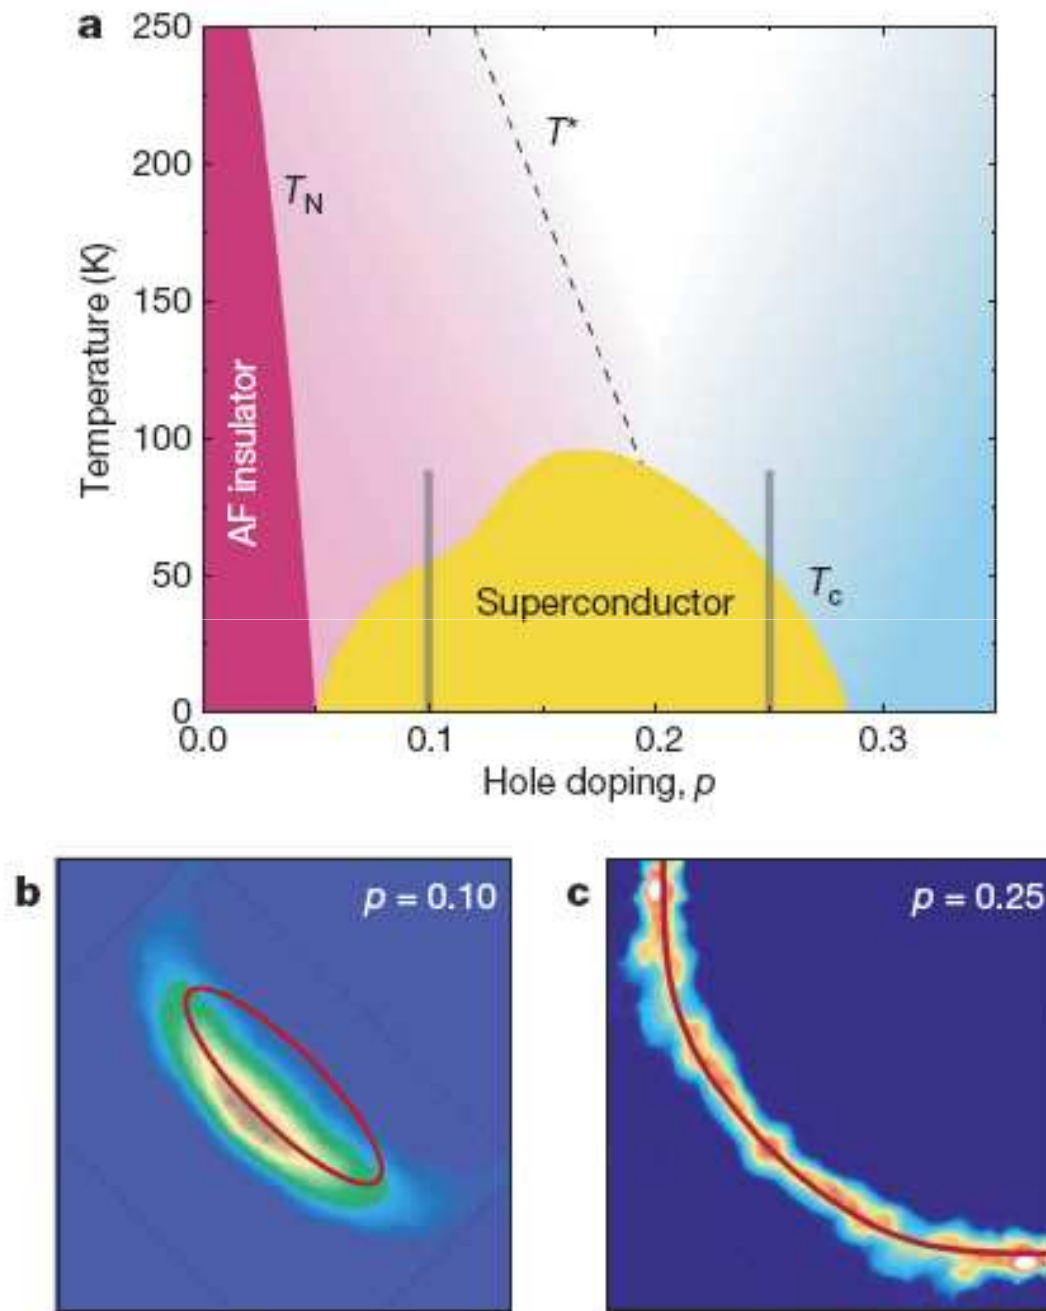 a
250
200
150
100
50
0
Temperature (K)
AF insulator
T_N
T*
Superconductor
T_c
0.0 0.1 0.2 0.3
Hole doping, p
b
p = 0.10
c
p = 0.25